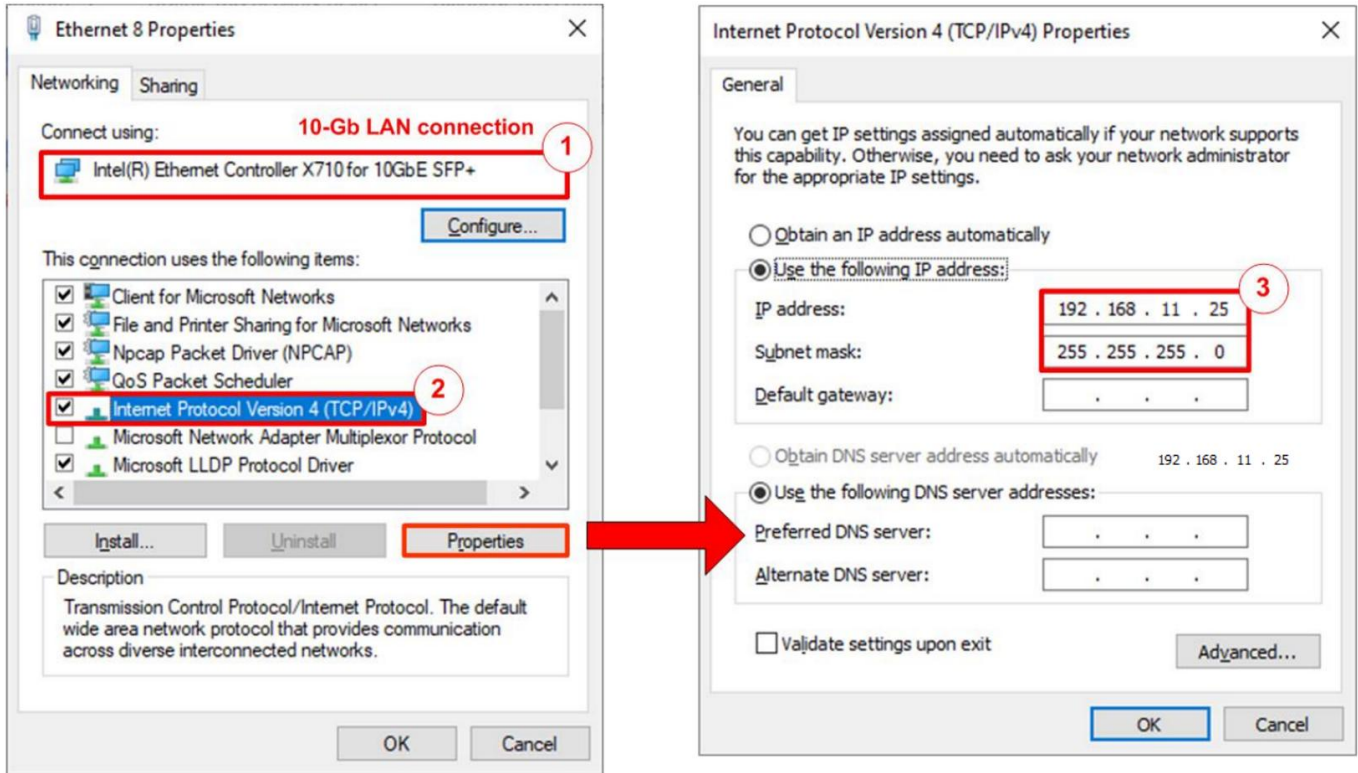 Ethernet 8 Properties
Networking Sharing
Connect using:
10-Gb LAN connection
1
Intel(R) Ethernet Controller X710 for 10GbE SFP+
Configure...
This connection uses the following items:
Client for Microsoft Networks
File and Printer Sharing for Microsoft Networks
Npcap Packet Driver (NPCAP)
QoS Packet Scheduler
2
Internet Protocol Version 4 (TCP/IPv4)
Microsoft Network Adapter Multiplexor Protocol
Microsoft LLDP Protocol Driver
Install... Uninstall Properties
Description
Transmission Control Protocol/Internet Protocol. The default
wide area network protocol that provides communication
across diverse interconnected networks.
OK Cancel
Internet Protocol Version 4 (TCP/IPv4) Properties
General
You can get IP settings assigned automatically if your network supports
this capability. Otherwise, you need to ask your network administrator
for the appropriate IP settings.
Obtain an IP address automatically
Use the following IP address:
3
IP address: 192 . 168 . 11 . 25
Subnet mask: 255 . 255 . 255 . 0
Default gateway: . . .
Obtain DNS server address automatically 192 . 168 . 11 . 25
Use the following DNS server addresses:
Preferred DNS server: . . .
Alternate DNS server: . . .
Validate settings upon exit
Advanced...
OK Cancel